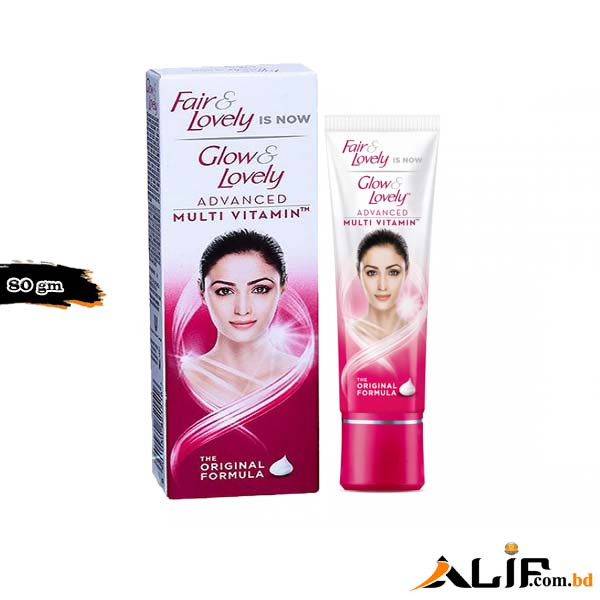 Fair &
Lovely IS NOW
Glow &
Lovely
ADVANCED
MULTI VITAMIN™
THE
ORIGINAL
FORMULA
Fair &
Lovely IS NOW
Glow &
Lovely™
ADVANCED
MULTI VITAMIN™
THE
ORIGINAL
FORMULA
80 gm
ALIF.com.bd